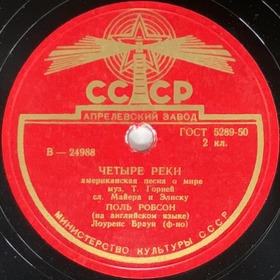 СССР
АПРЕЛЕВСКИЙ ЗАВОД
ГОСТ 5289-50
В — 24988
2 кл.
ЧЕТЫРЕ РЕКИ
американская песня о мире
муз. Т. Горней
сл. Майера и Элиску
ПОЛЬ РОБСОН
(на английском языке)
Лоуренс Браун (ф-но)
МИНИСТЕРСТВО КУЛЬТУРЫ СССР